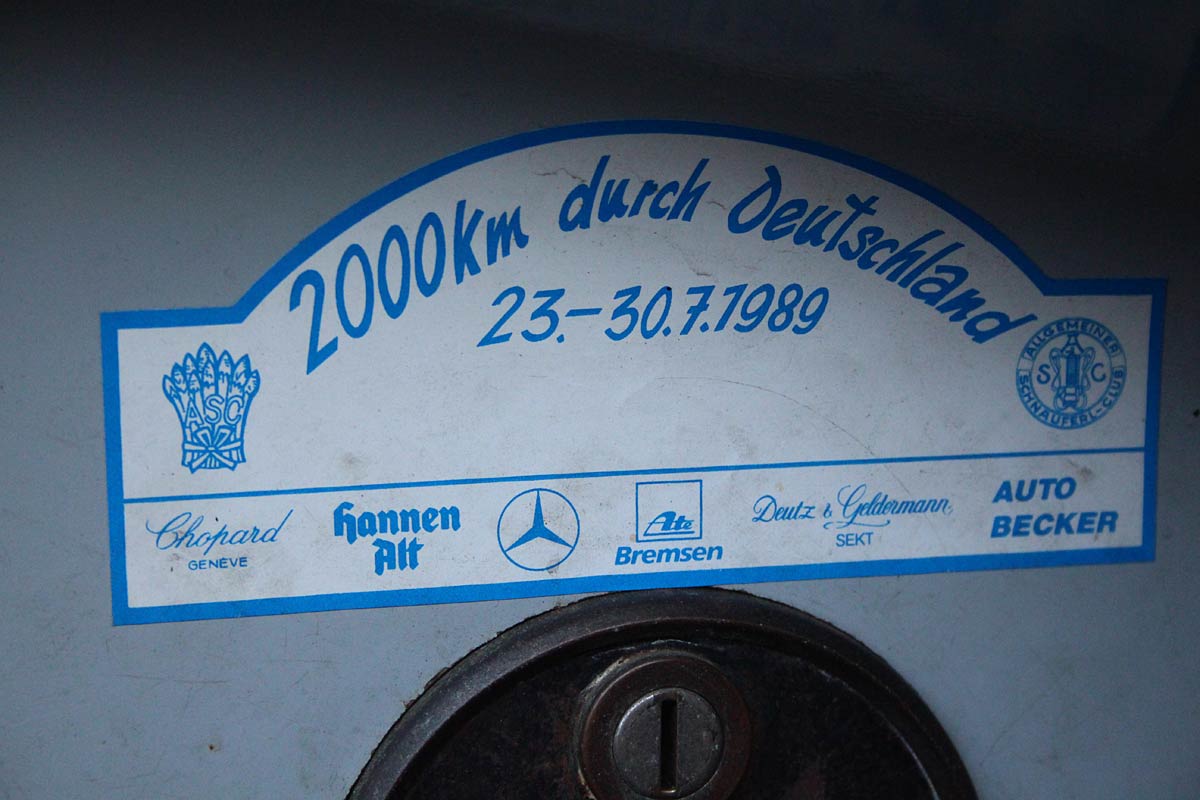 2000km durch Deutschland
23.-30.7.1989
ASC
ALLGEMEINER
SCHNAUFERL-CLUB
S C
Chopard
GENÈVE
Hannen
Alt
Ate
Bremsen
Deutz & Geldermann
SEKT
AUTO
BECKER